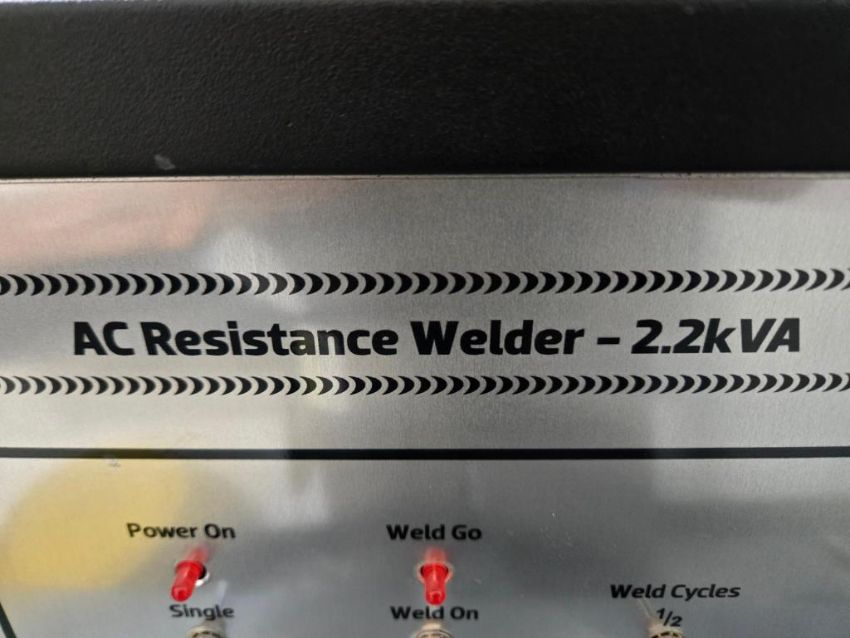 AC Resistance Welder – 2.2kVA
Power On
Weld Go
Weld Cycles
Single
Weld On
1/2